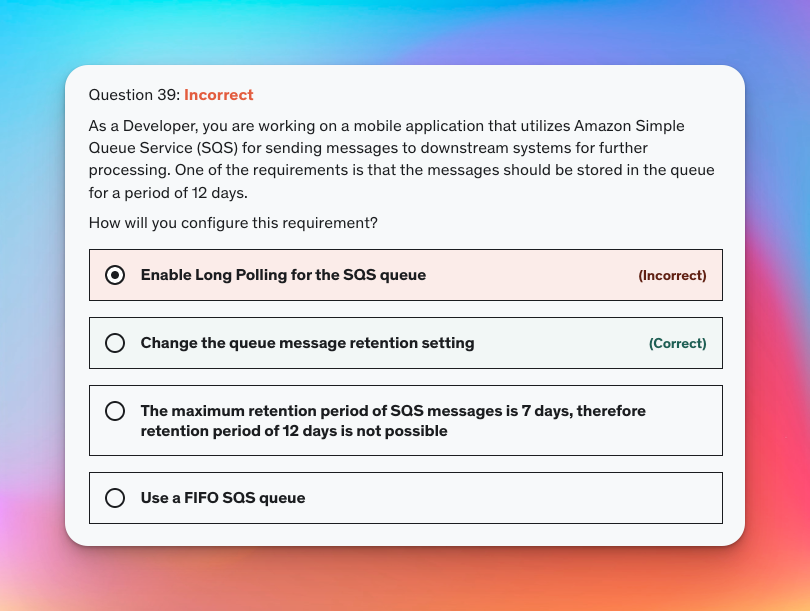 Question 39: Incorrect
As a Developer, you are working on a mobile application that utilizes Amazon Simple
Queue Service (SQS) for sending messages to downstream systems for further
processing. One of the requirements is that the messages should be stored in the queue
for a period of 12 days.
How will you configure this requirement?
Enable Long Polling for the SQS queue (Incorrect)
Change the queue message retention setting (Correct)
The maximum retention period of SQS messages is 7 days, therefore
retention period of 12 days is not possible
Use a FIFO SQS queue